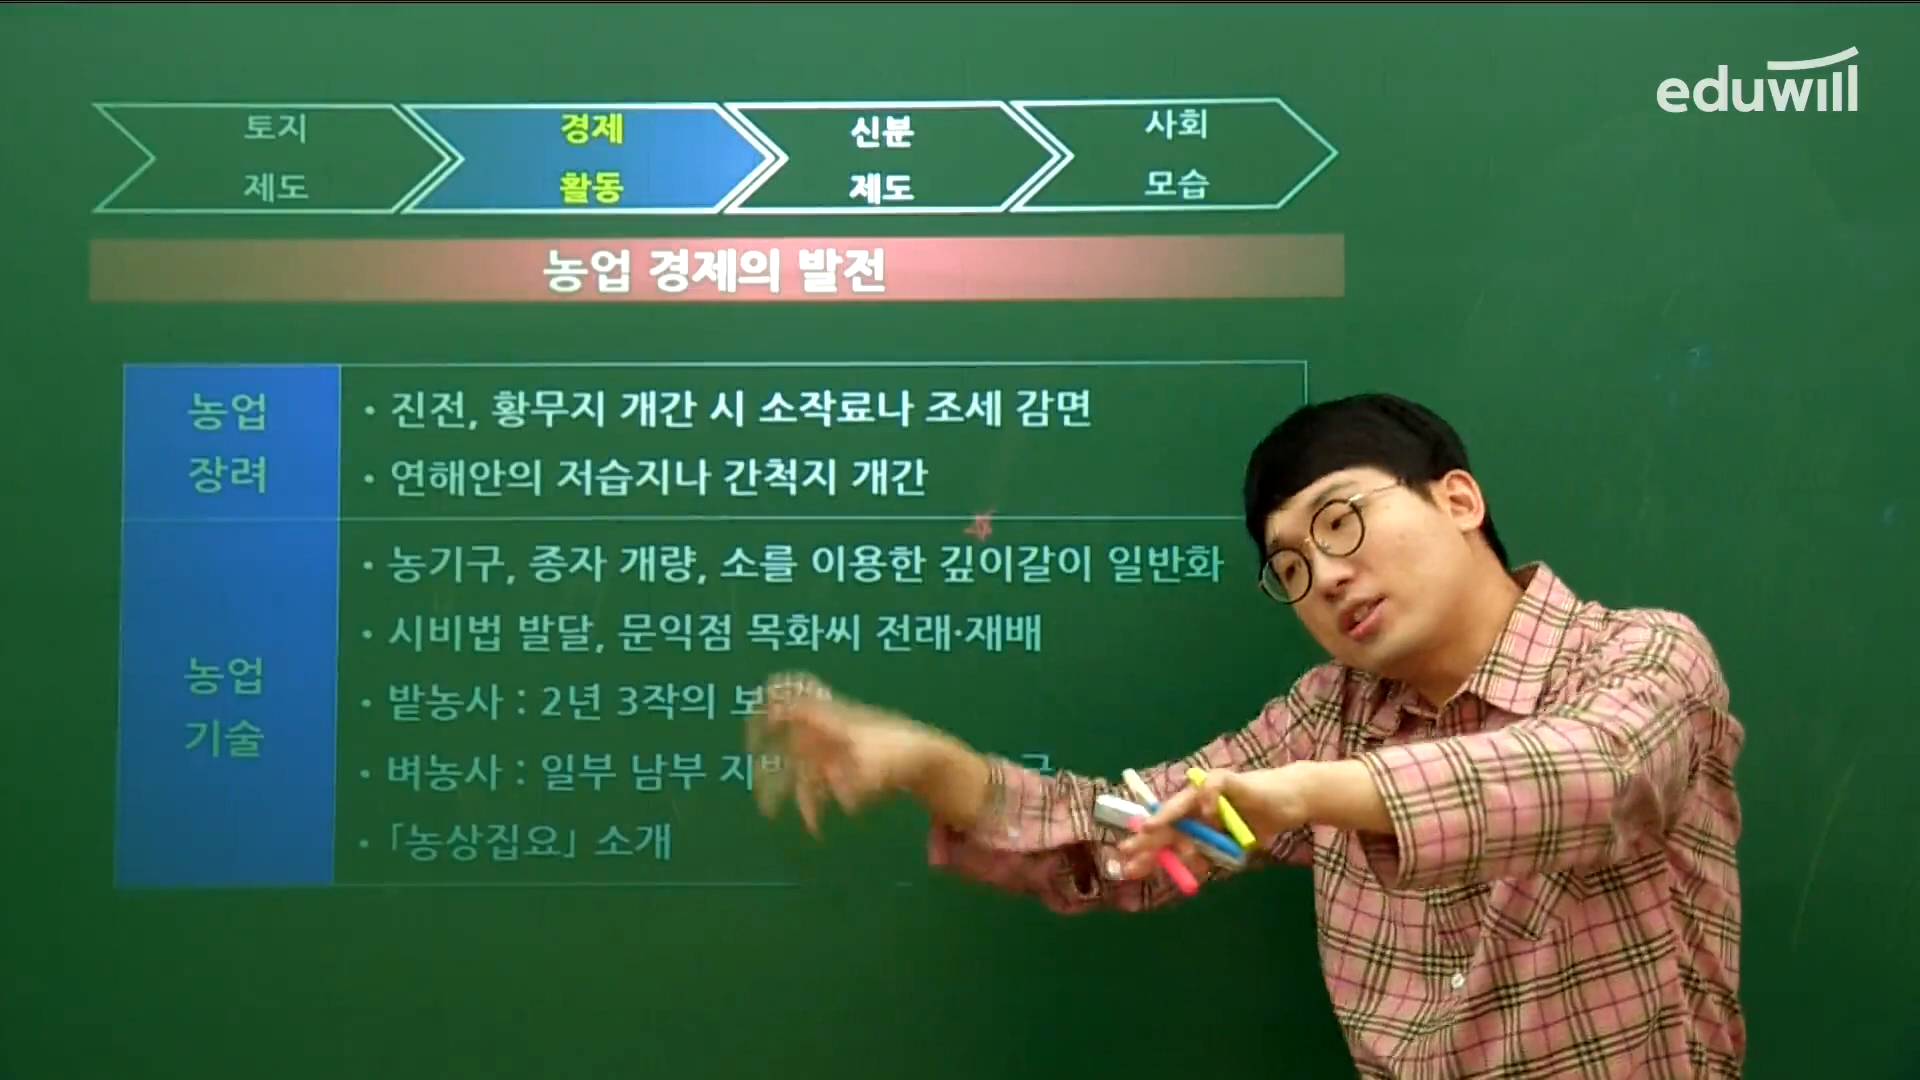 eduwill
토지
제도
경제
활동
신분
제도
사회
모습
농업 경제의 발전
농업
장려
• 진전, 황무지 개간 시 소작료나 조세 감면
• 연해안의 저습지나 간척지 개간
농업
기술
• 농기구, 종자 개량, 소를 이용한 깊이갈이 일반화
• 시비법 발달, 문익점 목화씨 전래·재배
• 밭농사 : 2년 3작의
• 벼농사 : 일부 남부
• 「농상집요」 소개